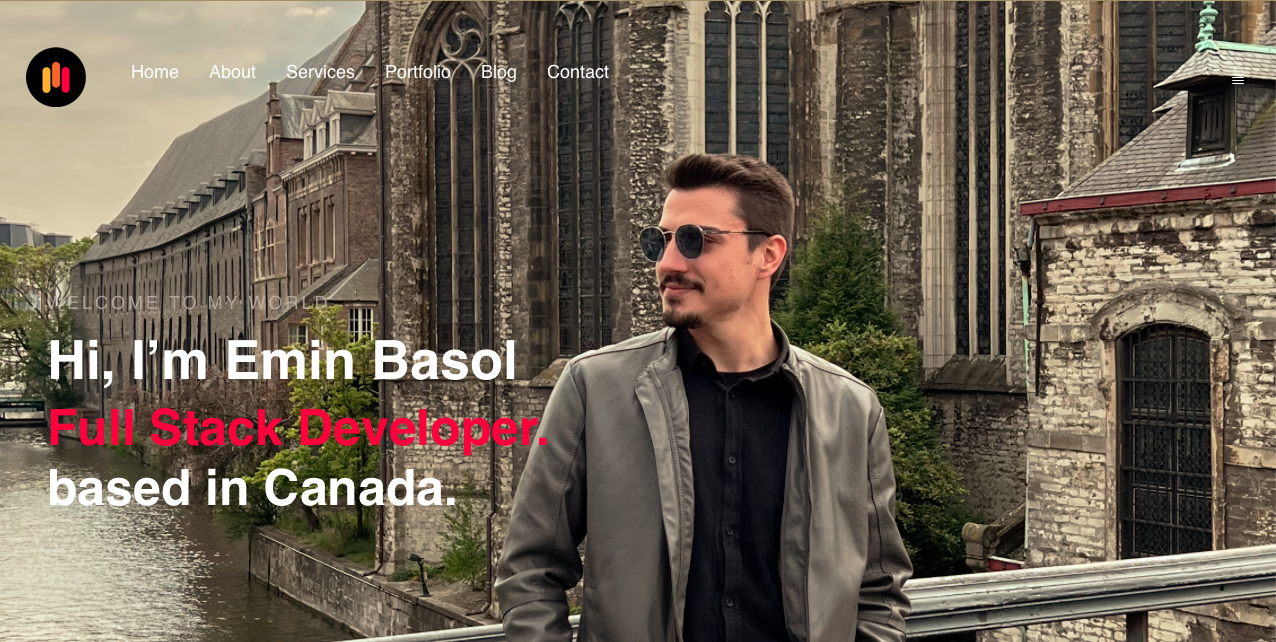 Home About Services Portfolio Blog Contact
WELCOME TO MY WORLD
Hi, I’m Emin Basol
Full Stack Developer.
based in Canada.